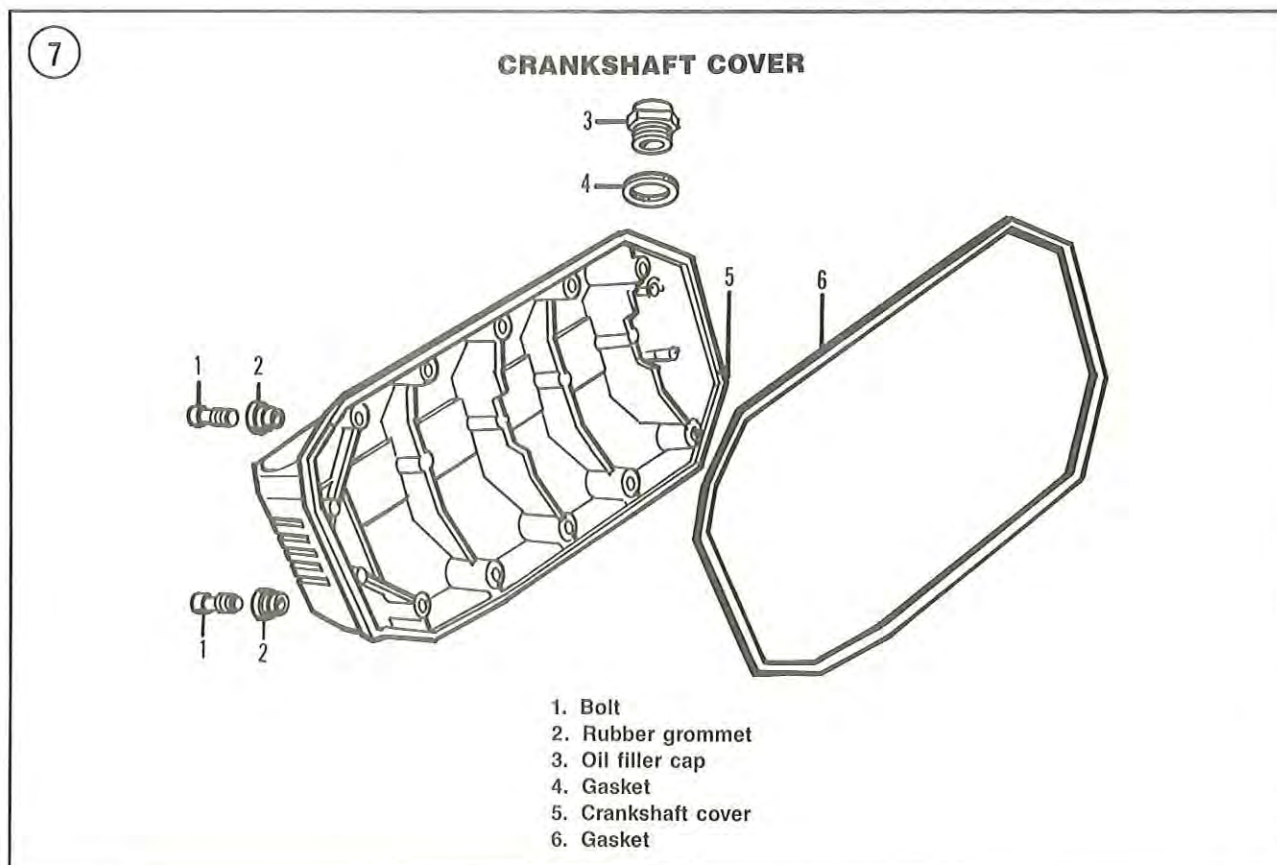 7
CRANKSHAFT COVER
3
4
5
6
1
2
1
2
1. Bolt
2. Rubber grommet
3. Oil filler cap
4. Gasket
5. Crankshaft cover
6. Gasket